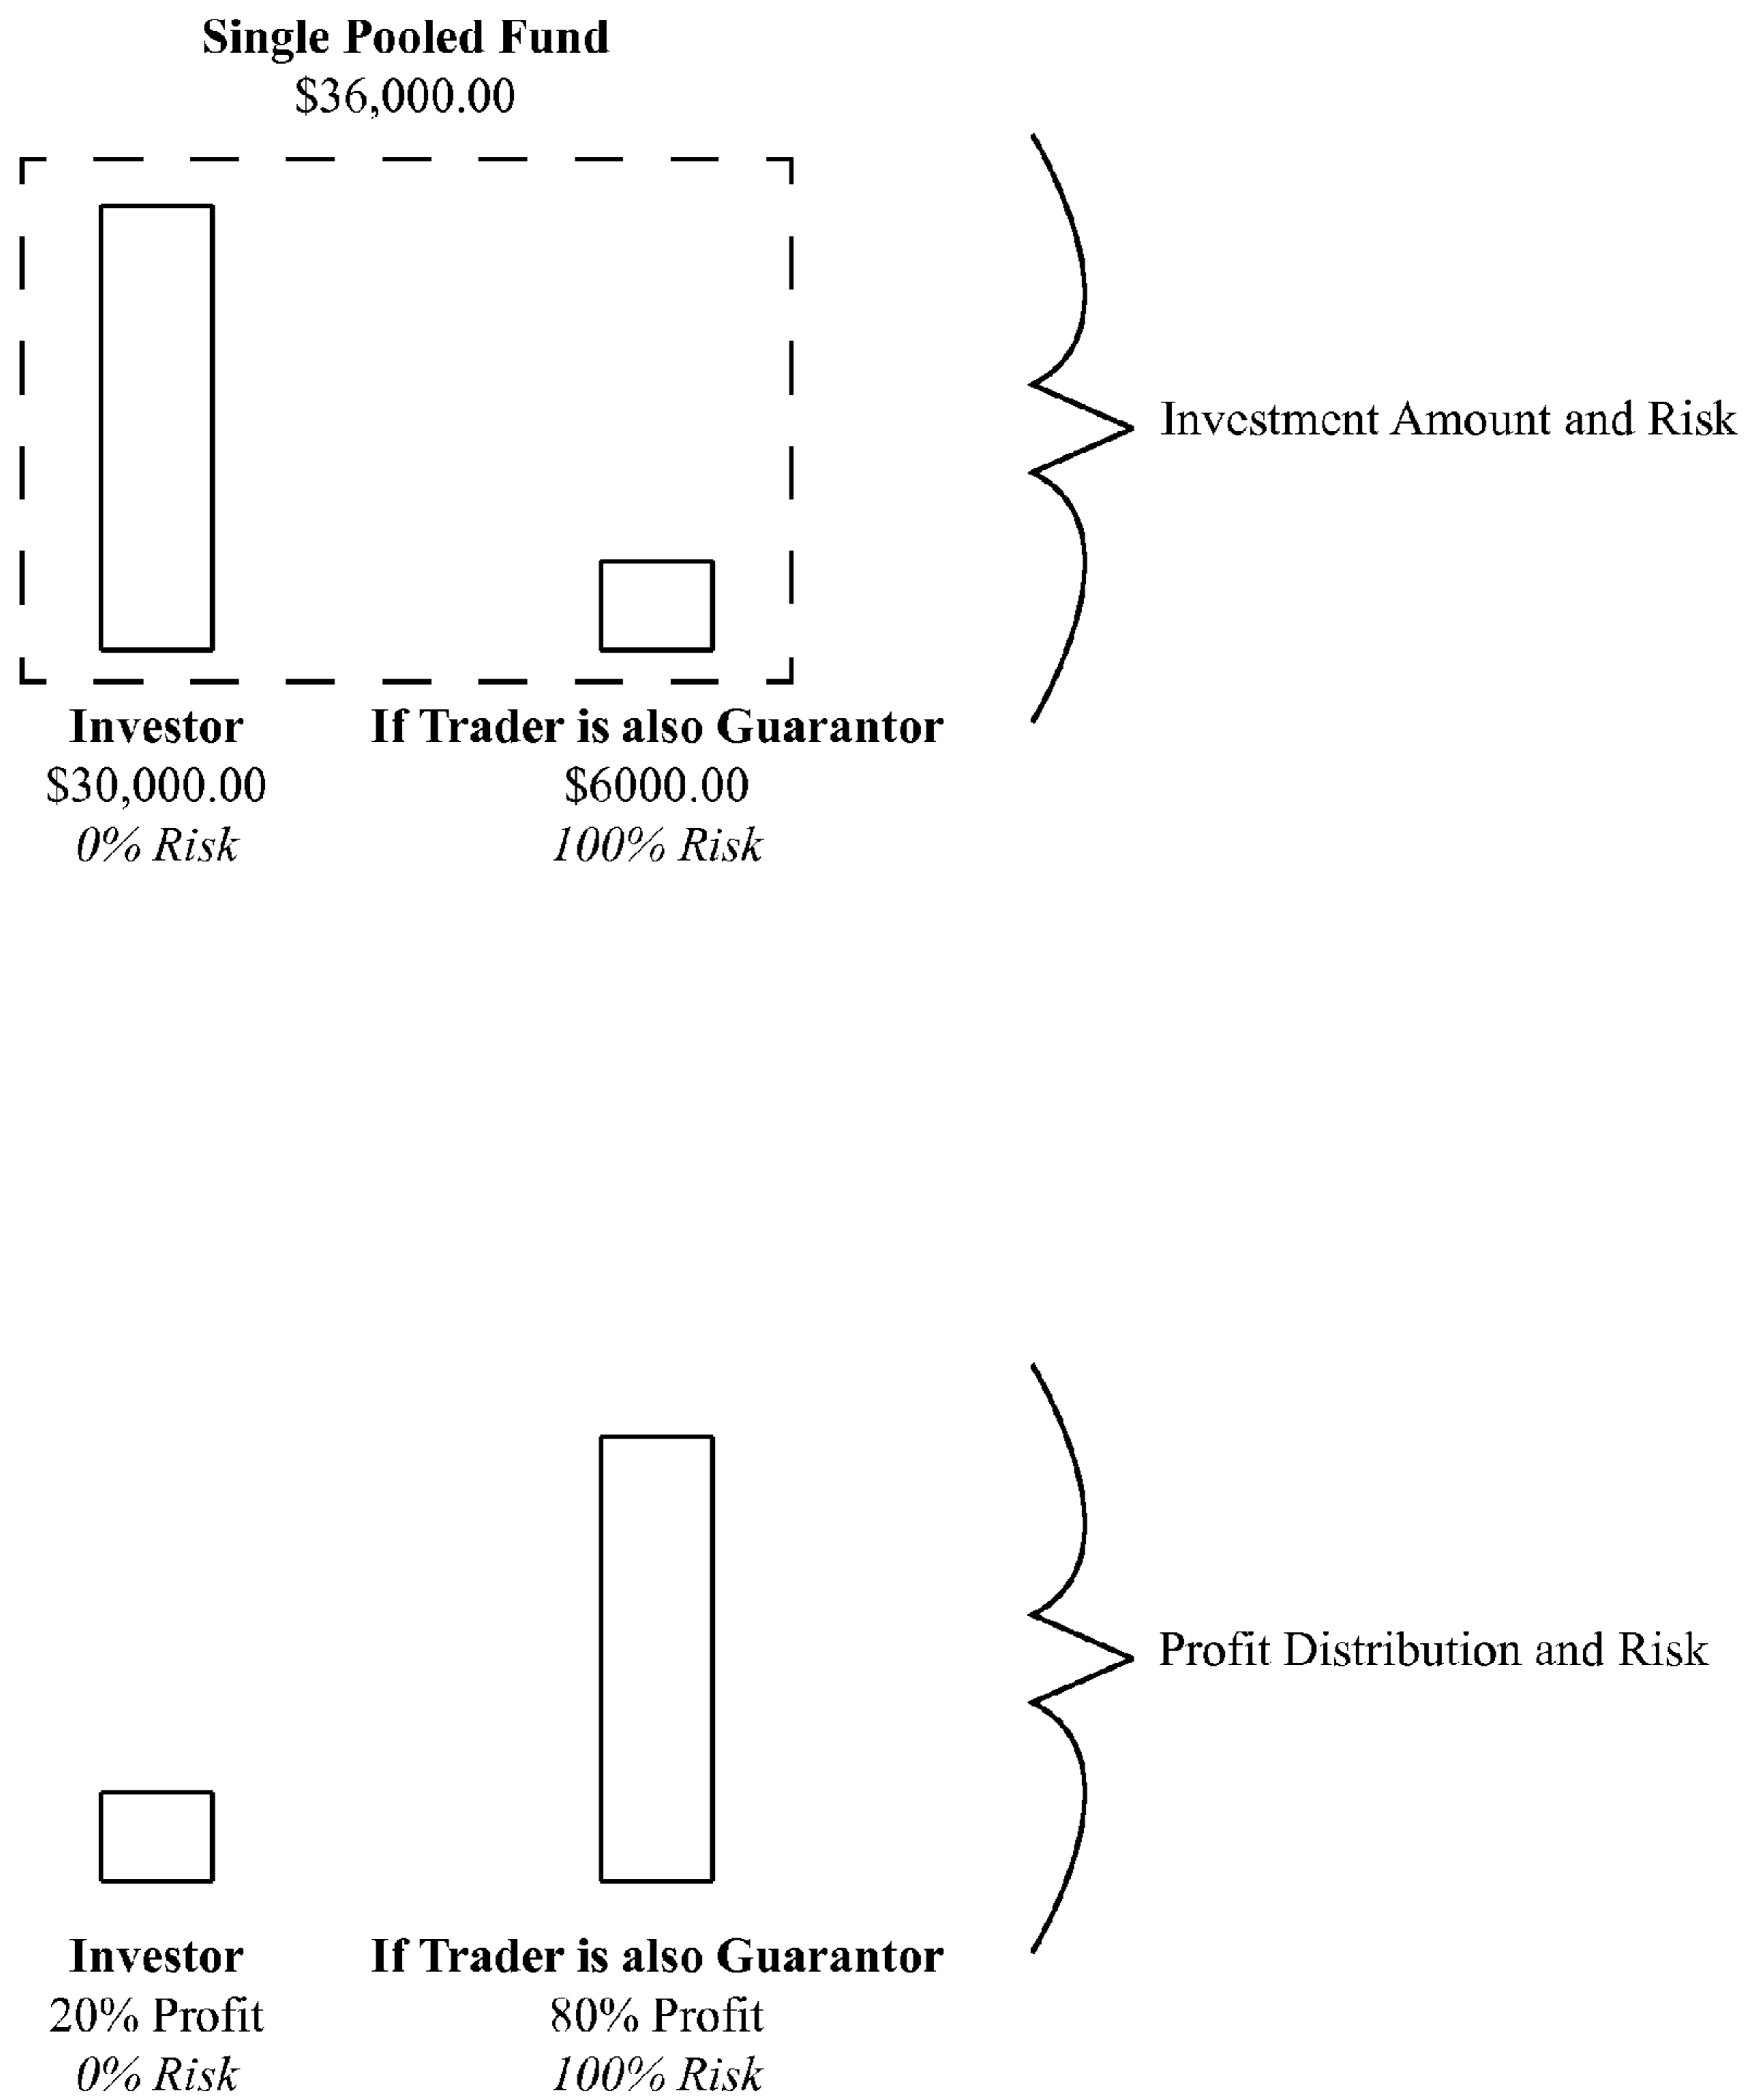 Single Pooled Fund
$36,000.00
Investment Amount and Risk
Investor
$30,000.00
0% Risk
If Trader is also Guarantor
$6000.00
100% Risk
Profit Distribution and Risk
Investor
20% Profit
0% Risk
If Trader is also Guarantor
80% Profit
100% Risk